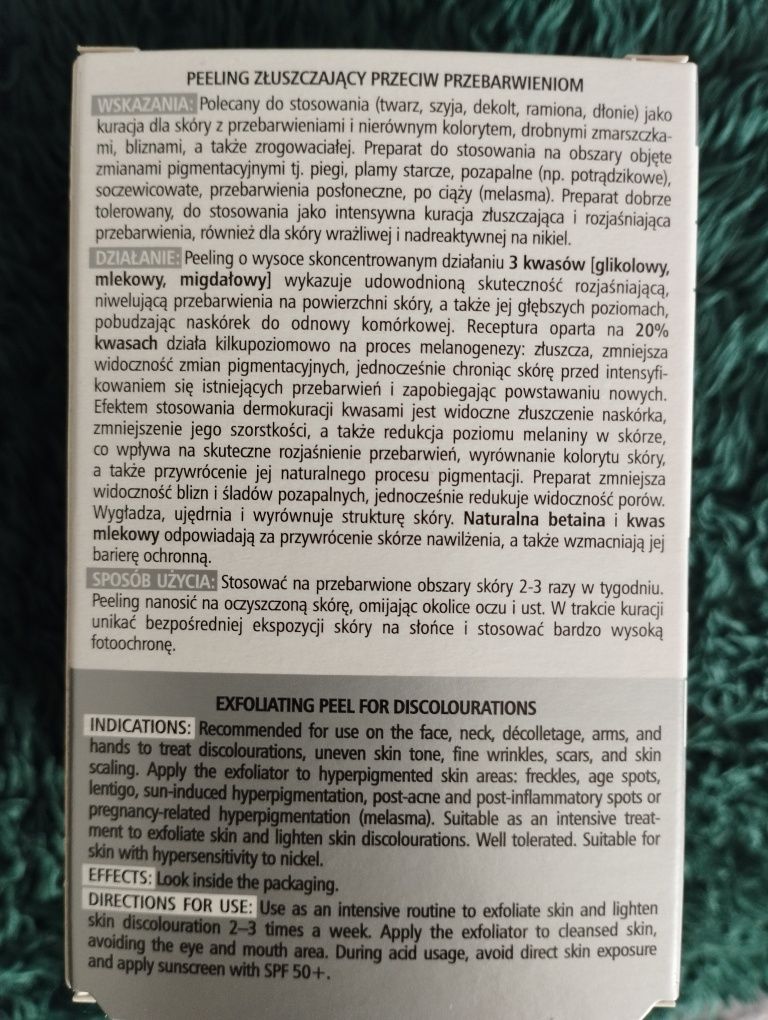 PEELING ZŁUSZCZAJĄCY PRZECIW PRZEBARWIENIOM
WSKAZANIA: Polecany do stosowania (twarz, szyja, dekolt, ramiona, dłonie) jako
kuracja dla skóry z przebarwieniami i nierównym kolorytem, drobnymi zmarszczka-
mi, bliznami, a także zrogowaciałej. Preparat do stosowania na obszary objęte
zmianami pigmentacyjnymi tj. piegi, plamy starcze, pozapalne (np. potrądzikowe),
soczewicowate, przebarwienia posłoneczne, po ciąży (melasma). Preparat dobrze
tolerowany, do stosowania jako intensywna kuracja złuszczająca i rozjaśniająca
przebarwienia, również dla skóry wrażliwej i nadreaktywnej na nikiel.
DZIAŁANIE: Peeling o wysoce skoncentrowanym działaniu 3 kwasów [glikolowy,
mlekowy, migdałowy] wykazuje udowodnioną skuteczność rozjaśniającą,
niwelującą przebarwienia na powierzchni skóry, a także jej głębszych poziomach,
pobudzając naskórek do odnowy komórkowej. Receptura oparta na 20%
kwasach działa kilkupoziomowo na proces melanogenezy: złuszcza, zmniejsza
widoczność zmian pigmentacyjnych, jednocześnie chroniąc skórę przed intensyfi-
kowaniem się istniejących przebarwień i zapobiegając powstawaniu nowych.
Efektem stosowania dermokuracji kwasami jest widoczne złuszczenie naskórka,
zmniejszenie jego szorstkości, a także redukcja poziomu melaniny w skórze,
co wpływa na skuteczne rozjaśnienie przebarwień, wyrównanie kolorytu skóry,
a także przywrócenie jej naturalnego procesu pigmentacji. Preparat zmniejsza
widoczność blizn i śladów pozapalnych, jednocześnie redukuje widoczność porów.
Wygładza, ujędrnia i wyrównuje strukturę skóry. Naturalna betaina i kwas
mlekowy odpowiadają za przywrócenie skórze nawilżenia, a także wzmacniają jej
barierę ochronną.
SPOSÓB UŻYCIA: Stosować na przebarwione obszary skóry 2-3 razy w tygodniu.
Peeling nanosić na oczyszczoną skórę, omijając okolice oczu i ust. W trakcie kuracji
unikać bezpośredniej ekspozycji skóry na słońce i stosować bardzo wysoką
fotoochronę.
EXFOLIATING PEEL FOR DISCOLOURATIONS
INDICATIONS: Recommended for use on the face, neck, décolletage, arms, and
hands to treat discolourations, uneven skin tone, fine wrinkles, scars, and skin
scaling. Apply the exfoliator to hyperpigmented skin areas: freckles, age spots,
lentigo, sun-induced hyperpigmentation, post-acne and post-inflammatory spots or
pregnancy-related hyperpigmentation (melasma). Suitable as an intensive treat-
ment to exfoliate skin and lighten skin discolourations. Well tolerated. Suitable for
skin with hypersensitivity to nickel.
EFFECTS: Look inside the packaging.
DIRECTIONS FOR USE: Use as an intensive routine to exfoliate skin and lighten
skin discolouration 2–3 times a week. Apply the exfoliator to cleansed skin,
avoiding the eye and mouth area. During acid usage, avoid direct skin exposure
and apply sunscreen with SPF 50+.